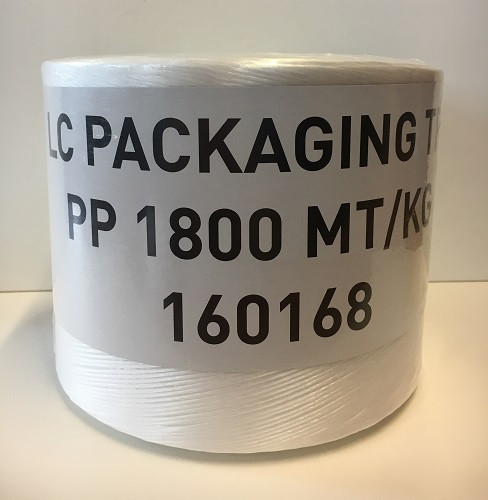 LC PACKAGING
PP 1800 MT/KG
160168